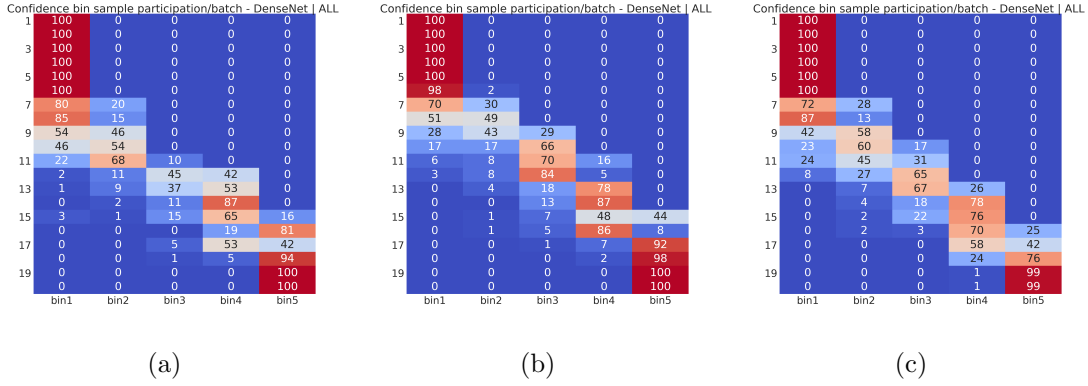 Confidence bin sample participation/batch - DenseNet | ALL
1 100 0 0 0 0
100 0 0 0 0
3 100 0 0 0 0
100 0 0 0 0
5 100 0 0 0 0
100 0 0 0 0
7 80 20 0 0 0
85 15 0 0 0
9 54 46 0 0 0
46 54 0 0 0
11 22 68 10 0 0
2 11 45 42 0
13 1 9 37 53 0
0 2 11 87 0
15 3 1 15 65 16
0 0 0 19 81
17 0 0 5 53 42
0 0 1 5 94
19 0 0 0 0 100
0 0 0 0 100
bin1 bin2 bin3 bin4 bin5
(a)
Confidence bin sample participation/batch - DenseNet | ALL
1 100 0 0 0 0
100 0 0 0 0
3 100 0 0 0 0
100 0 0 0 0
5 100 0 0 0 0
98 2 0 0 0
7 70 30 0 0 0
51 49 0 0 0
9 28 43 29 0 0
17 17 66 0 0
11 6 8 70 16 0
3 8 84 5 0
13 0 4 18 78 0
0 0 13 87 0
15 0 1 7 48 44
0 1 5 86 8
17 0 0 1 7 92
0 0 0 2 98
19 0 0 0 0 100
0 0 0 0 100
bin1 bin2 bin3 bin4 bin5
(b)
Confidence bin sample participation/batch - DenseNet | ALL
1 100 0 0 0 0
100 0 0 0 0
3 100 0 0 0 0
100 0 0 0 0
5 100 0 0 0 0
100 0 0 0 0
7 72 28 0 0 0
87 13 0 0 0
9 42 58 0 0 0
23 60 17 0 0
11 24 45 31 0 0
8 27 65 0 0
13 0 7 67 26 0
0 4 18 78 0
15 0 2 22 76 0
0 2 3 70 25
17 0 0 0 58 42
0 0 0 24 76
19 0 0 0 1 99
0 0 0 1 99
bin1 bin2 bin3 bin4 bin5
(c)